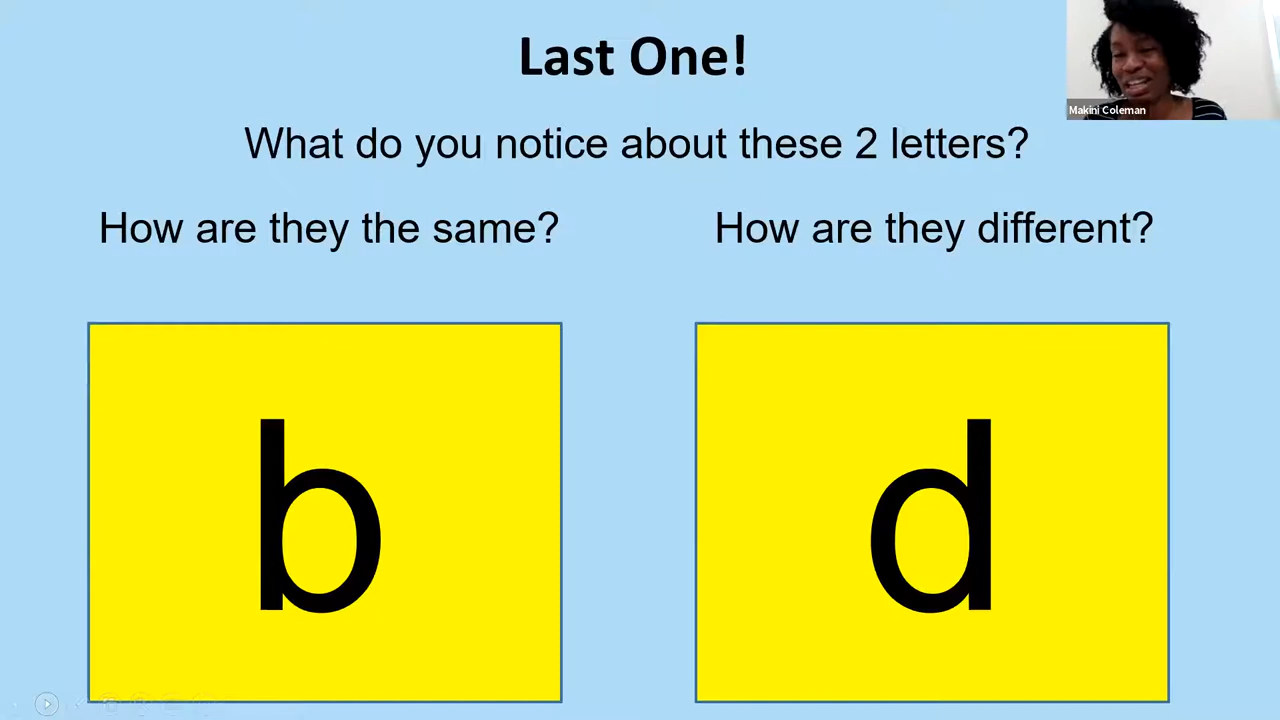 Last One!
Makini Coleman
What do you notice about these 2 letters?
How are they the same?
How are they different?
b
d